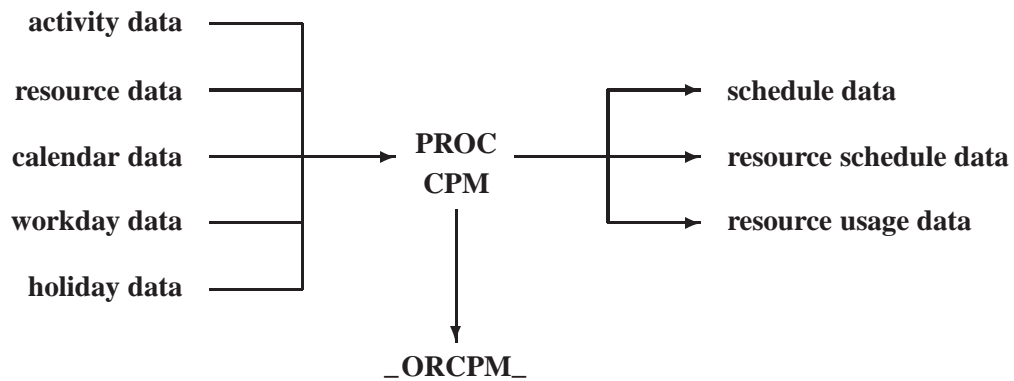 activity data
resource data
calendar data
workday data
holiday data
PROC
CPM
_ORCPM_
schedule data
resource schedule data
resource usage data